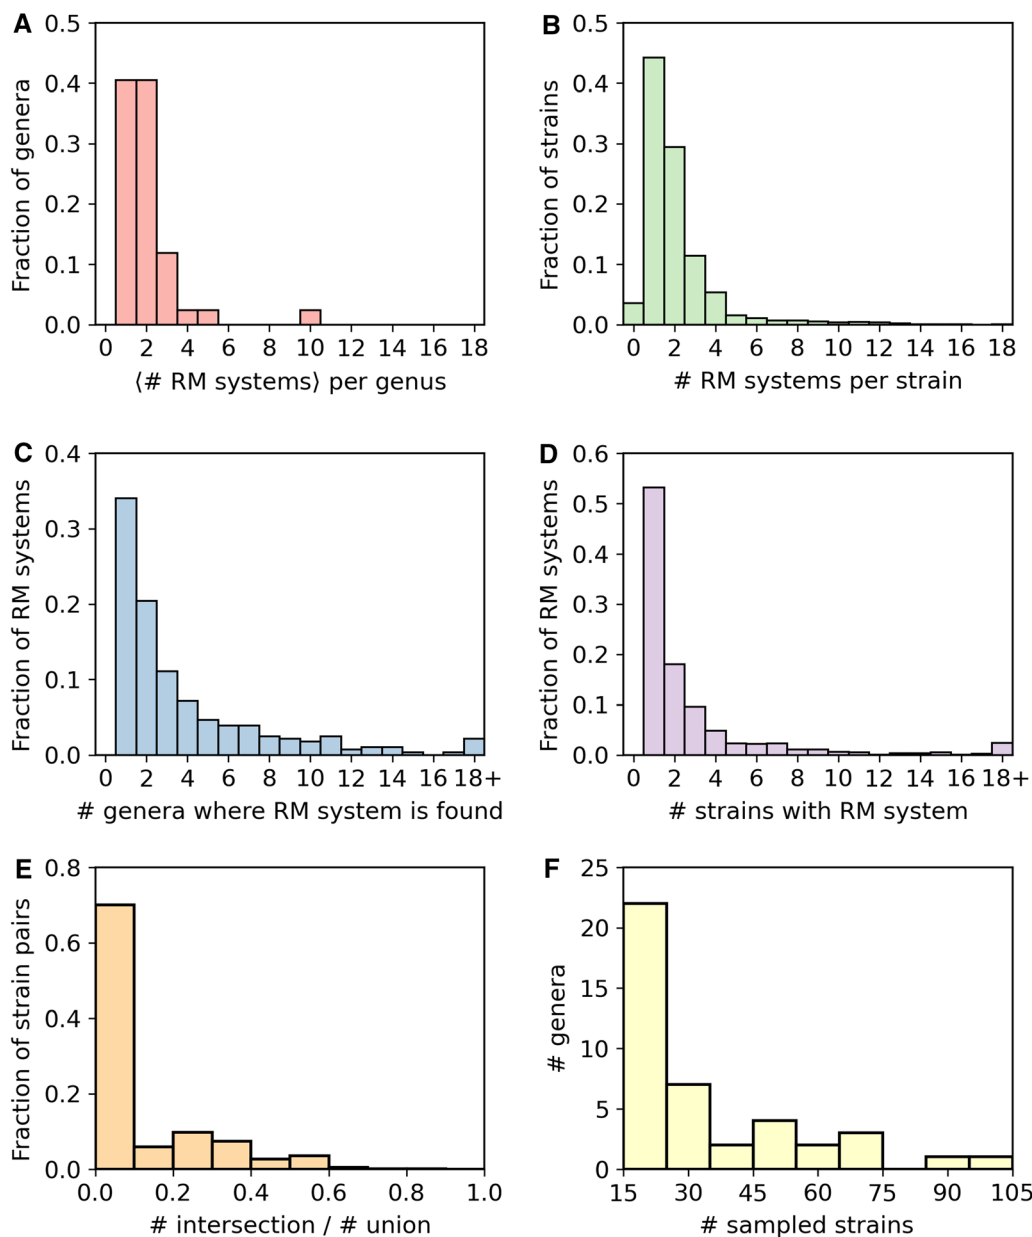 A
0.5
0.4
0.3
0.2
0.1
0.0
Fraction of genera
0 2 4 6 8 10 12 14 16 18
⟨# RM systems⟩ per genus
B
0.5
0.4
0.3
0.2
0.1
0.0
Fraction of strains
0 2 4 6 8 10 12 14 16 18
# RM systems per strain
C
0.4
0.3
0.2
0.1
0.0
Fraction of RM systems
0 2 4 6 8 10 12 14 16 18+
# genera where RM system is found
D
0.6
0.5
0.4
0.3
0.2
0.1
0.0
Fraction of RM systems
0 2 4 6 8 10 12 14 16 18+
# strains with RM system
E
0.8
0.6
0.4
0.2
0.0
Fraction of strain pairs
0.0 0.2 0.4 0.6 0.8 1.0
# intersection / # union
F
25
20
15
10
5
0
# genera
15 30 45 60 75 90 105
# sampled strains